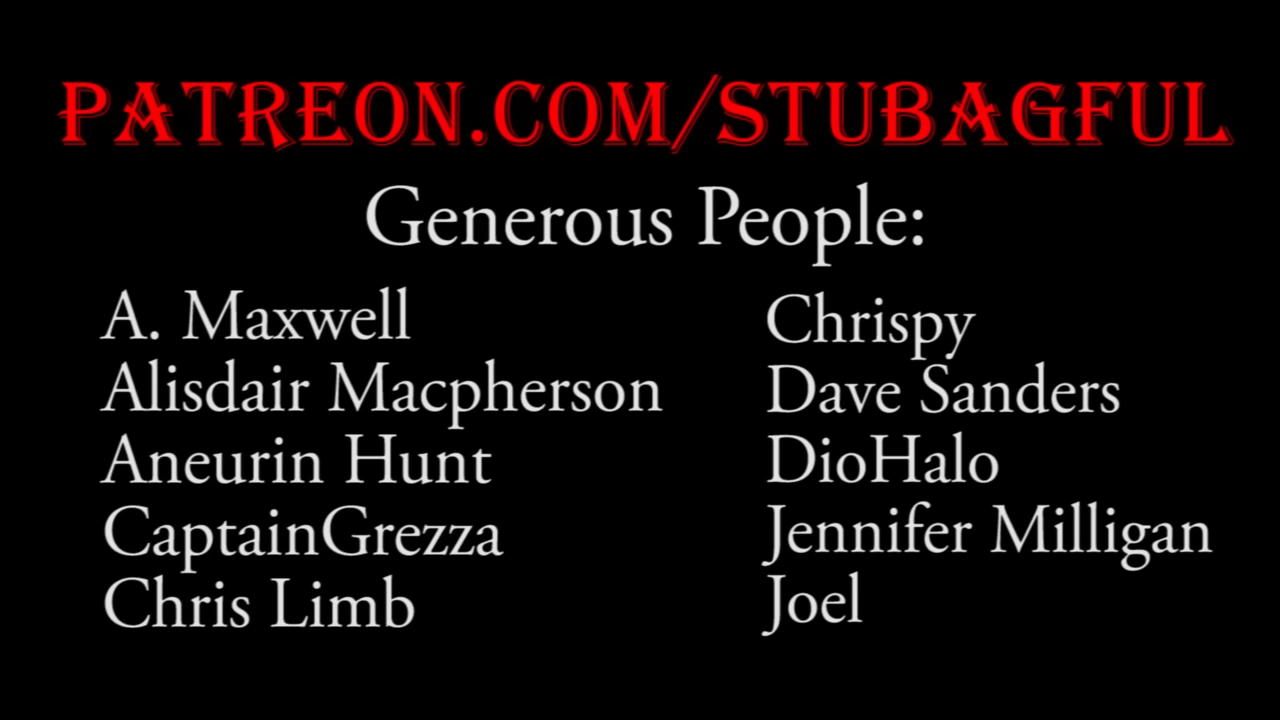 PATREON.COM/STUBAGFUL
Generous People:
A. Maxwell
Alisdair Macpherson
Aneurin Hunt
CaptainGrezza
Chris Limb
Chrispy
Dave Sanders
DioHalo
Jennifer Milligan
Joel